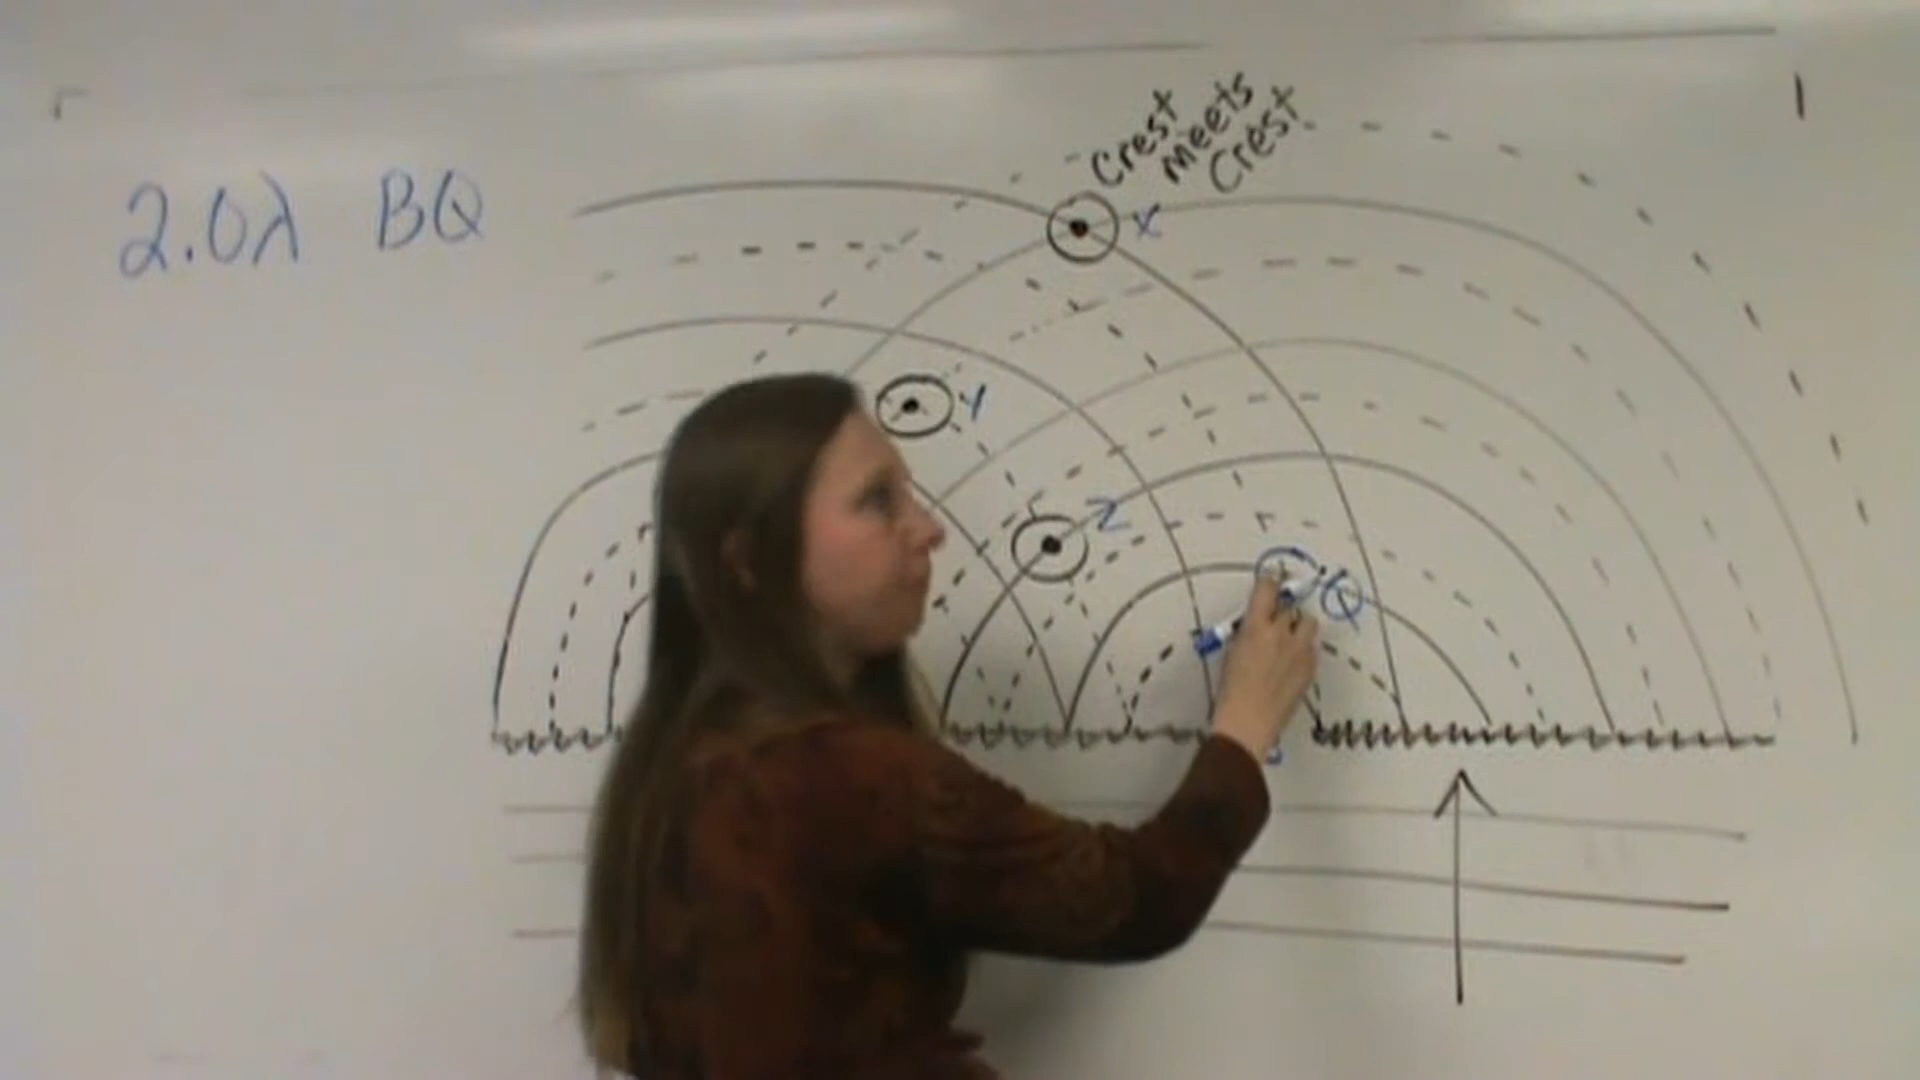 2.0λ BQ
Crest
meets
Crest
X
Y
Z
Q